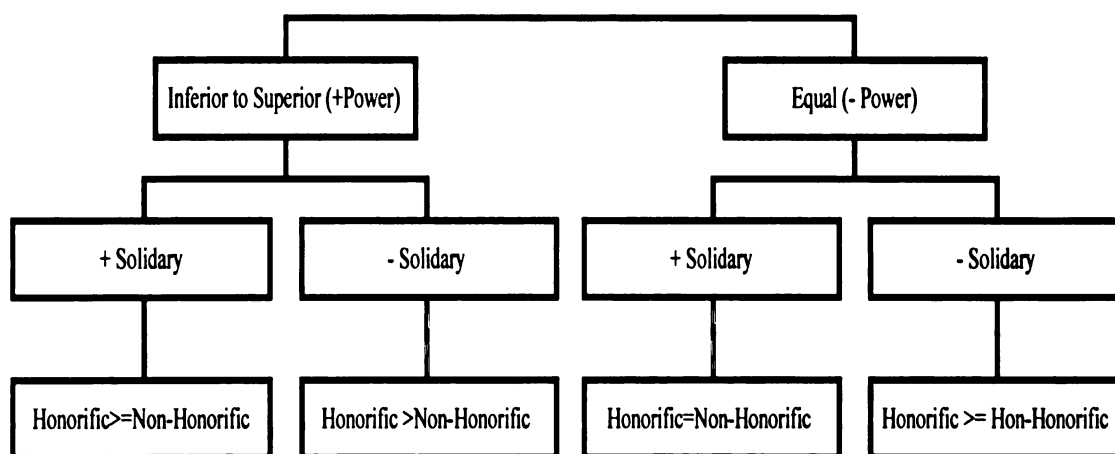 Inferior to Superior (+Power)
Equal (- Power)
+ Solidary
- Solidary
+ Solidary
- Solidary
Honorific>=Non-Honorific
Honorific >Non-Honorific
Honorific=Non-Honorific
Honorific >= Hon-Honorific